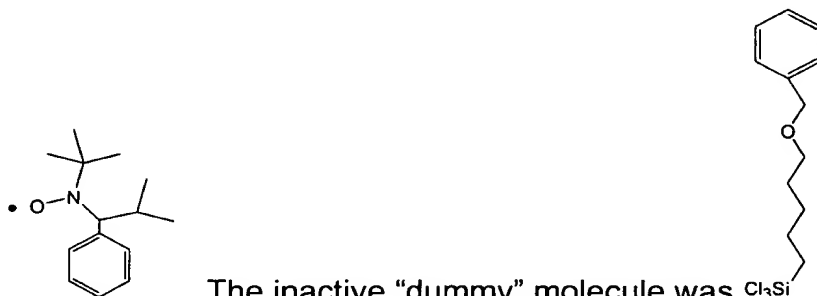 O
N
O
The inactive “dummy” molecule was Cl3Si